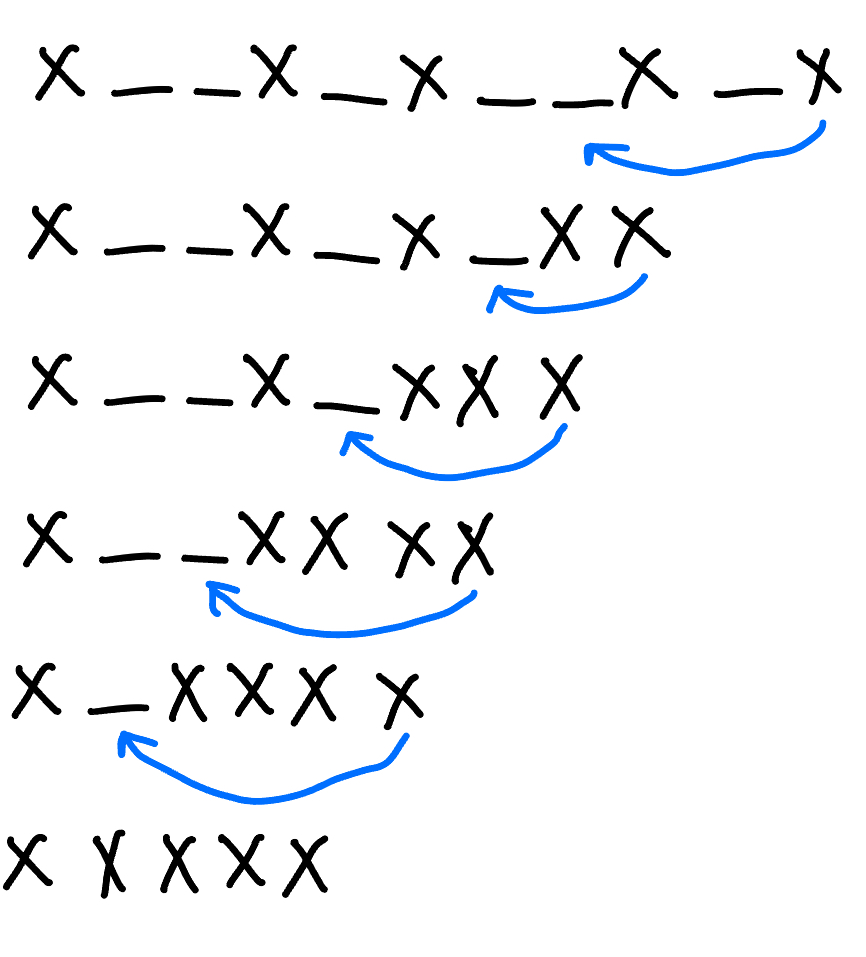 X _ _ X _ X _ _ X _ X
X _ _ X _ X _ X X
X _ _ X _ X X X
X _ _ X X X X
X _ X X X X
X X X X X